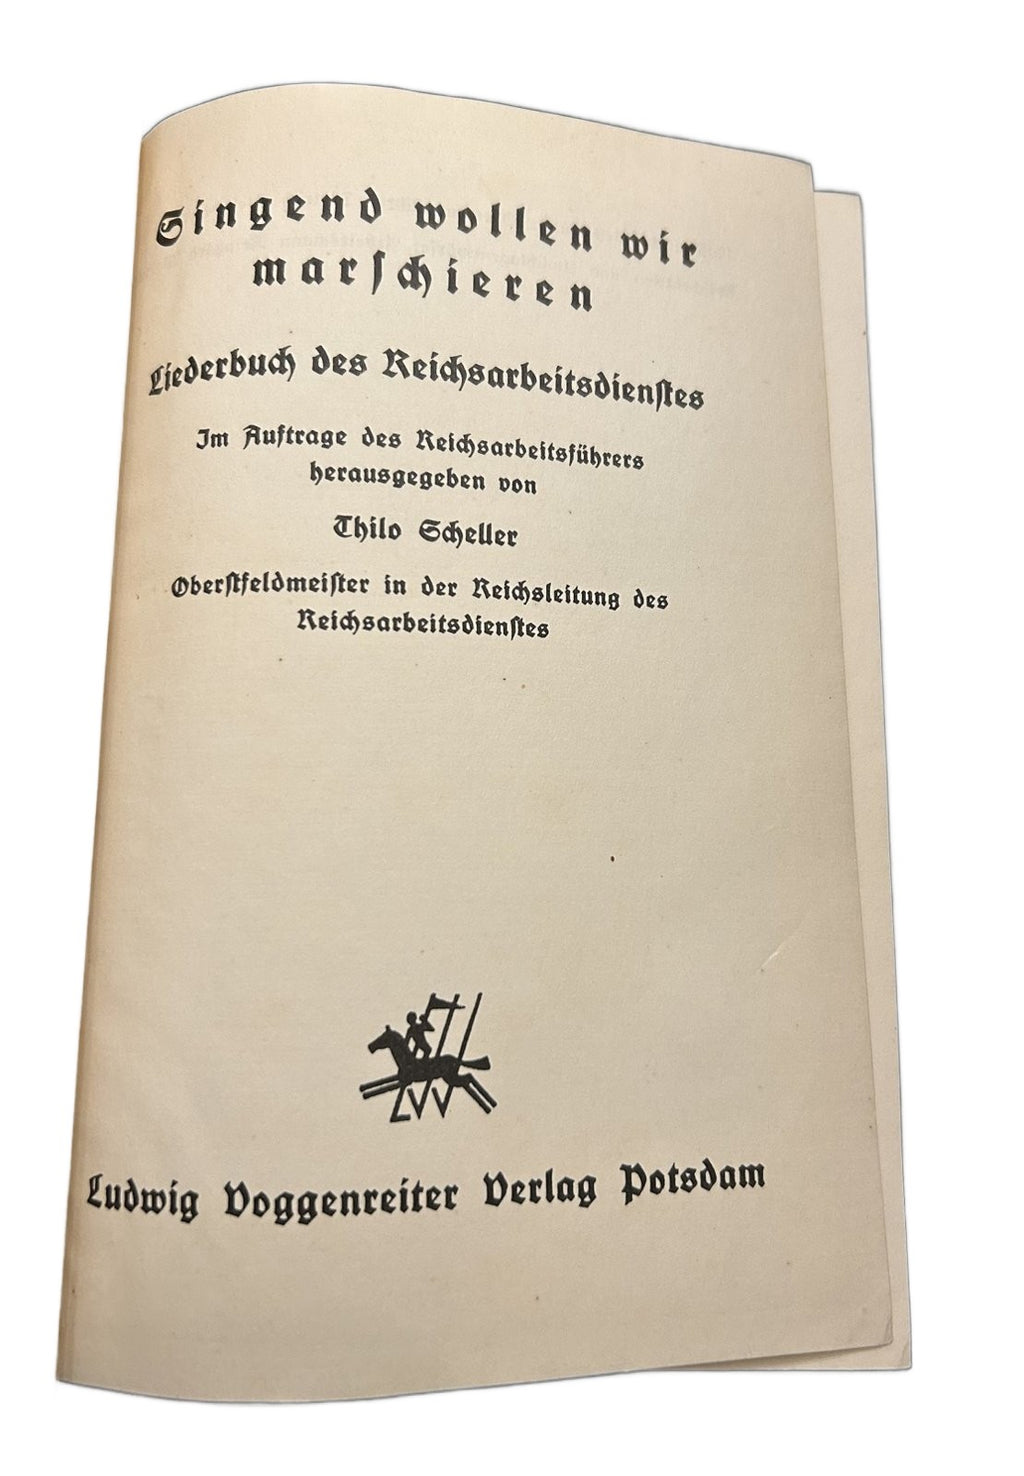 Singend wollen wir
marſchieren
Liederbuch des Reichsarbeitsdienſtes
Im Auftrage des Reichsarbeitsführers
herausgegeben von
Thilo Scheller
Oberſtfeldmeiſter in der Reichsleitung des
Reichsarbeitsdienſtes
LVV
Ludwig Voggenreiter Verlag Potsdam